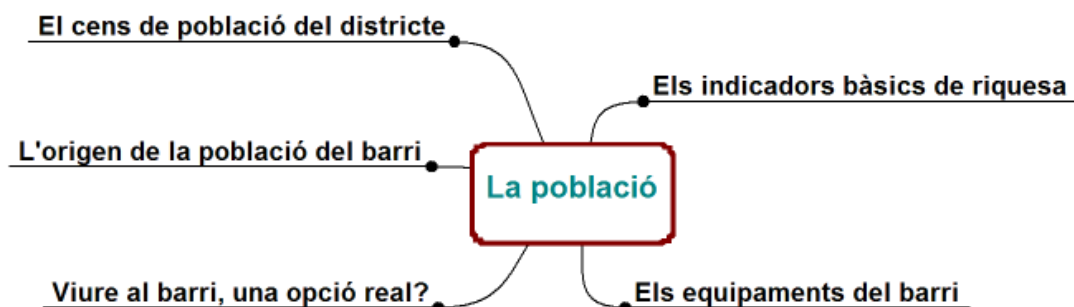 El cens de població del districte
Els indicadors bàsics de riquesa
L'origen de la població del barri
La població
Viure al barri, una opció real?
Els equipaments del barri